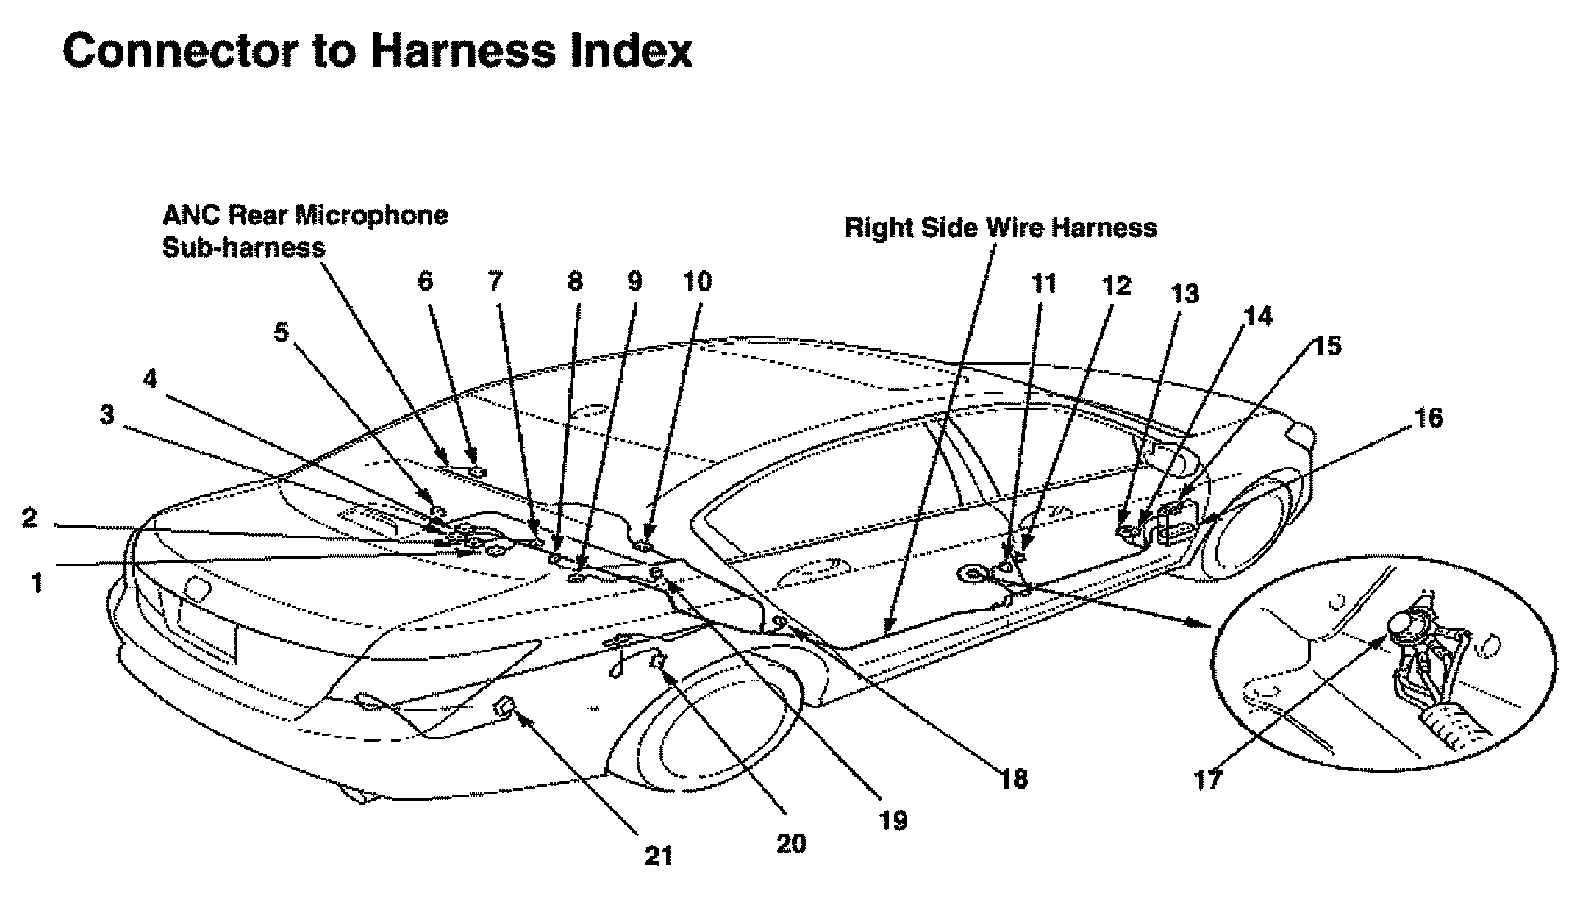 Connector to Harness Index
ANC Rear Microphone
Sub-harness
Right Side Wire Harness
6 7 8 9 10
11 12 13
14
15
5
4
3
16
2
1
17
18
19
20
21